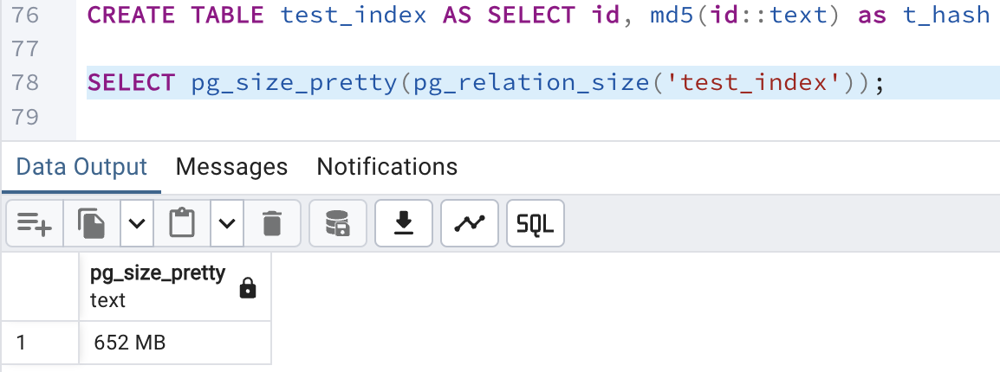 76 CREATE TABLE test_index AS SELECT id, md5(id::text) as t_hash
77
78 SELECT pg_size_pretty(pg_relation_size('test_index'));
79
Data Output Messages Notifications
SQL
pg_size_pretty
text
1 652 MB